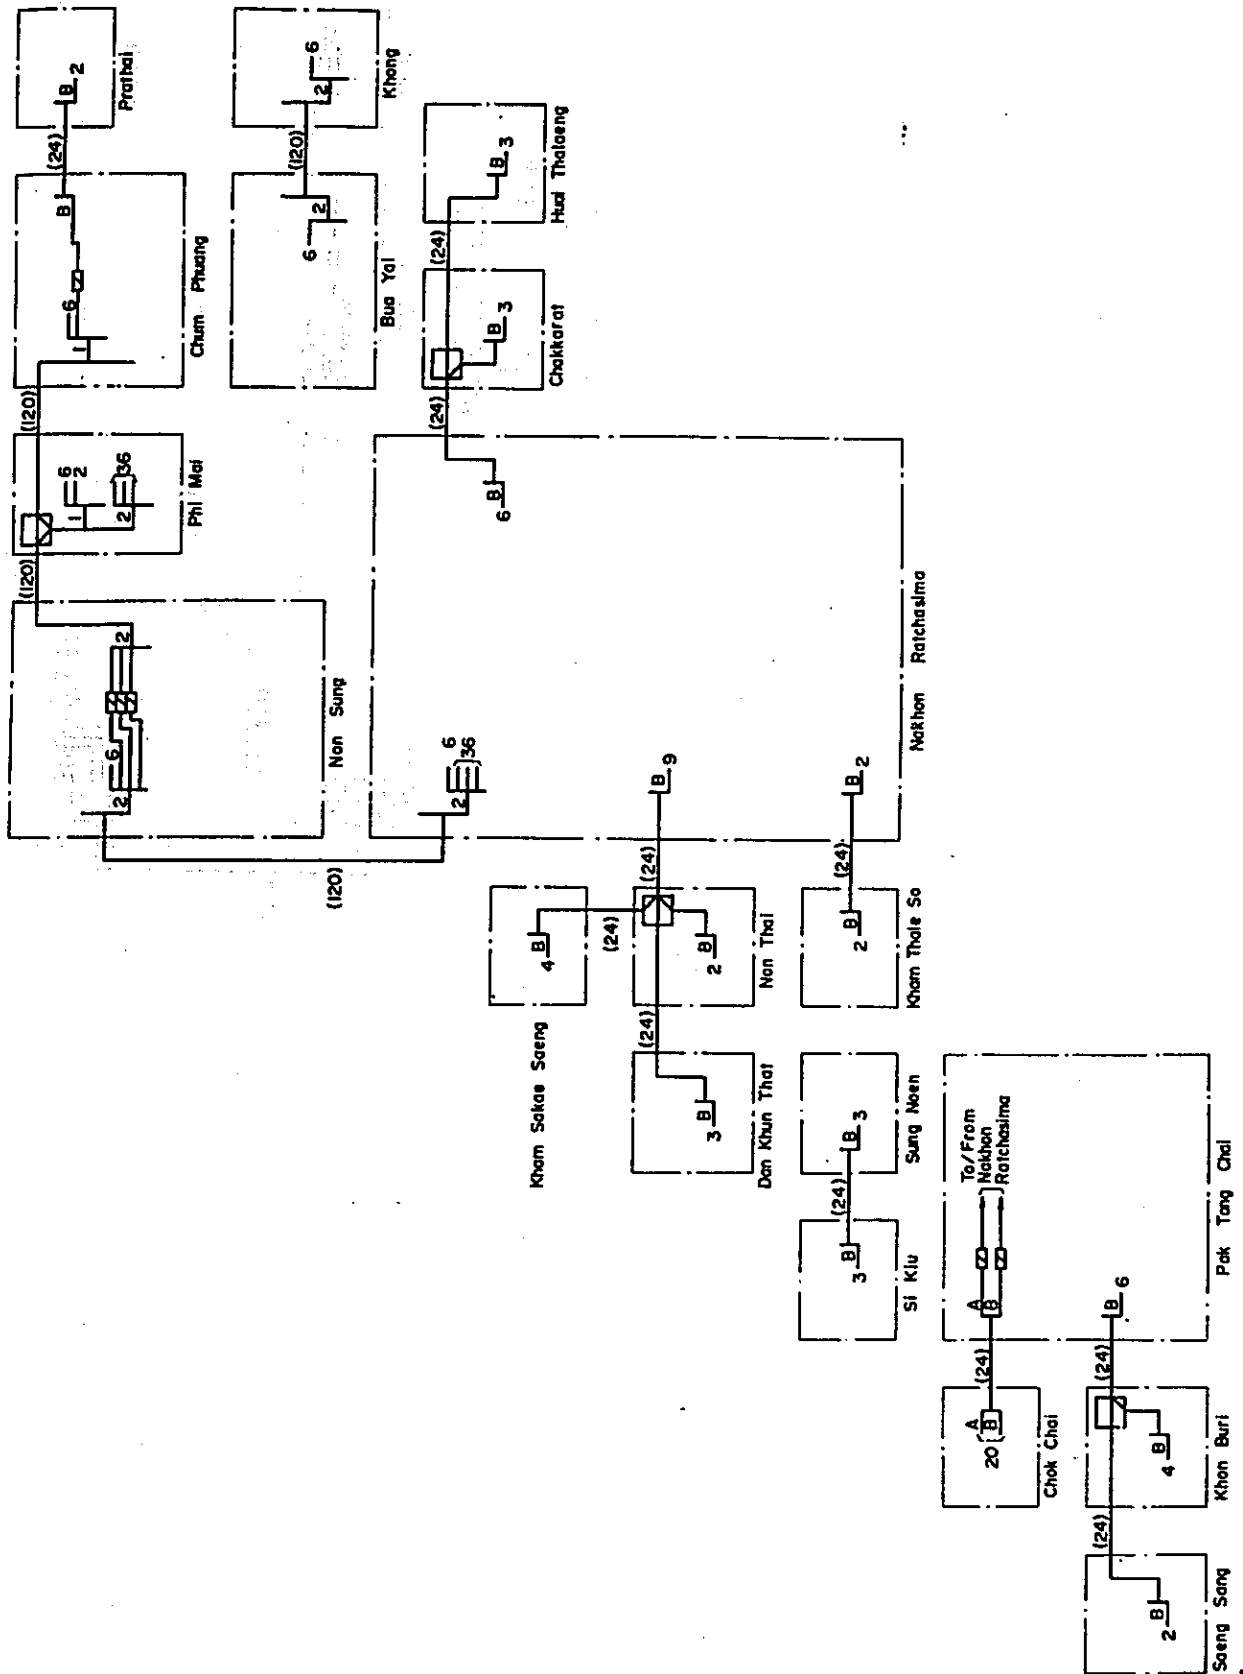 Prathai
B
2
(24)
Chum Phuang
B
6
1
(120)
Phi Mai
6
2
1
36
2
(120)
Non Sung
2
6
2
(120)
Khong
6
2
(120)
Bua Yai
2
6
Huai Thalaeng
B
3
(24)
Chakkarat
B
3
(24)
Nakhon Ratchasima
B
6
6
36
2
B
9
B
2
(24)
(24)
Kham Sakae Saeng
B
4
(24)
Non Thai
B
2
(24)
Dan Khun That
B
3
Kham Thale So
B
2
Sung Noen
B
3
(24)
Si Kiu
B
3
Pak Tong Chai
To/From
Nakhon
Ratchasima
A
B
B
6
(24)
(24)
Chok Chai
A
B
20
Khon Buri
B
4
(24)
Saeng Sang
B
2